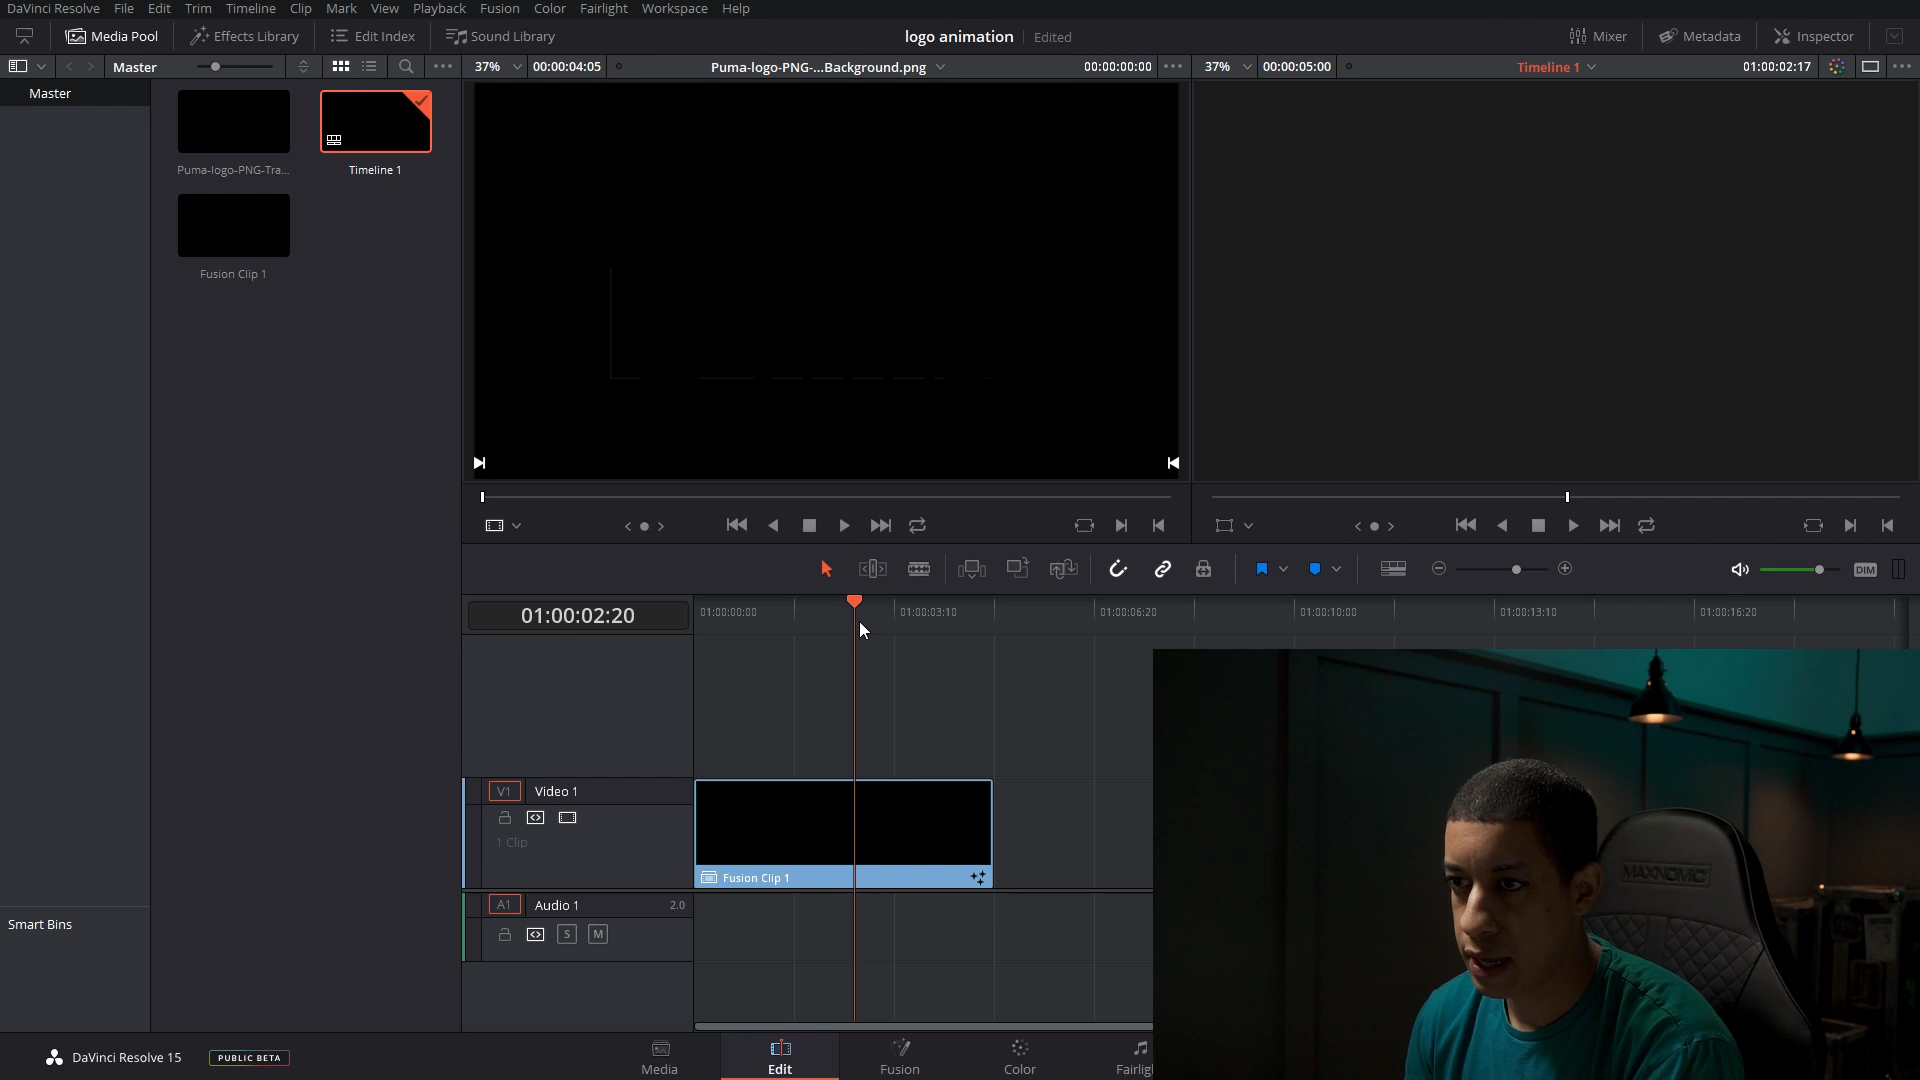 DaVinci Resolve File Edit Trim Timeline Clip Mark View Playback Fusion Color Fairlight Workspace Help
Media Pool Effects Library Edit Index Sound Library logo animation Edited Mixer Metadata Inspector
Master 37% 00:00:04:05 Puma-logo-PNG-...Background.png 00:00:00:00 37% 00:00:05:00 Timeline 1 01:00:02:17
Master
Puma-logo-PNG-Tra... Timeline 1
Fusion Clip 1
DIM
01:00:02:20 01:00:00:00 01:00:03:10 01:00:06:20 01:00:10:00 01:00:13:10 01:00:16:20
V1 Video 1
1 Clip
Fusion Clip 1
A1 Audio 1 2.0
S M
Smart Bins
MAXNOMIC
DaVinci Resolve 15 PUBLIC BETA Media Edit Fusion Color Fairlig